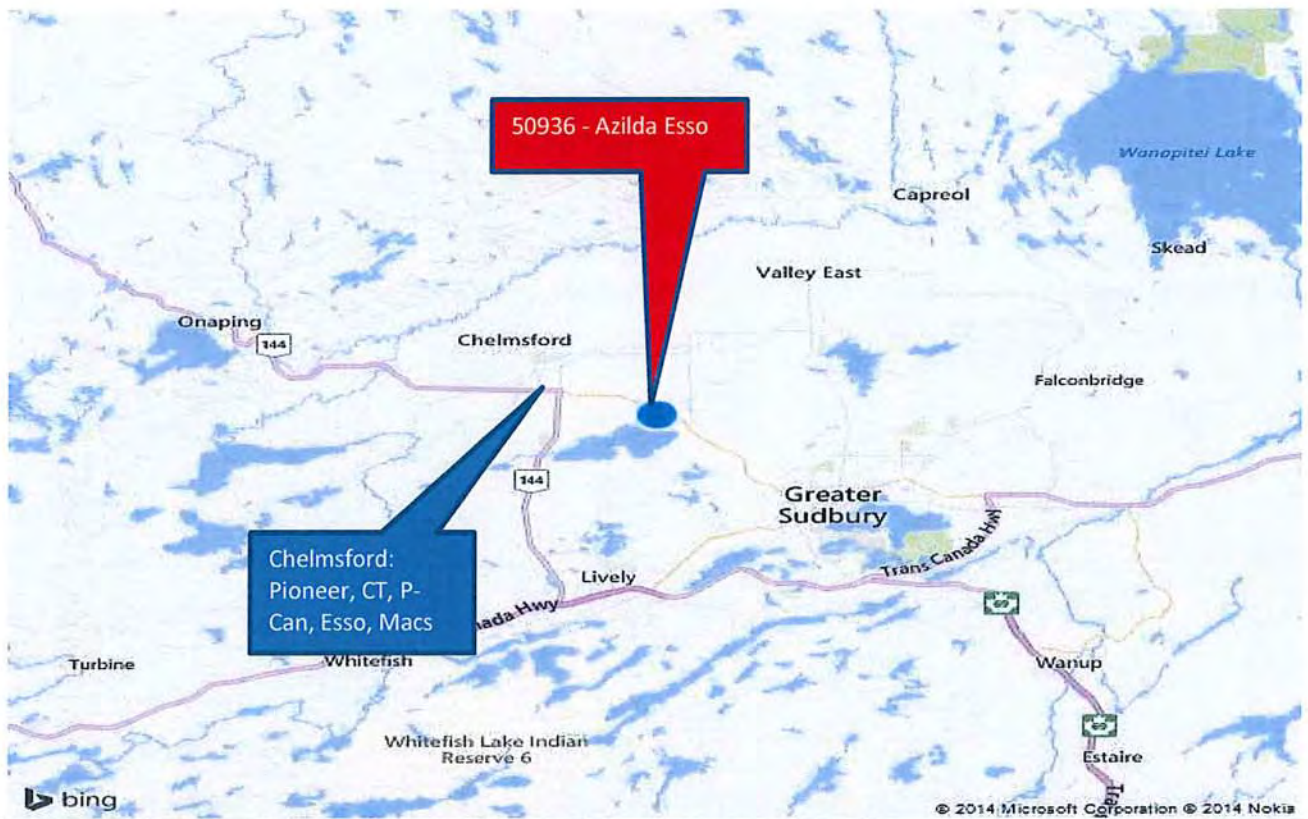 50936 - Azilda Esso
Wanapitei Lake
Capreol
Skead
Valley East
Onaping
144
Chelmsford
Falconbridge
144
Greater
Sudbury
Trans Canada Hwy
Chelmsford:
Pioneer, CT, P-
Can, Esso, Macs
Lively
nada Hwy
69
Turbine
Whitefish
Wanup
69
Whitefish Lake Indian
Reserve 6
Estaire
Tra
bing
© 2014 Microsoft Corporation © 2014 Nokia